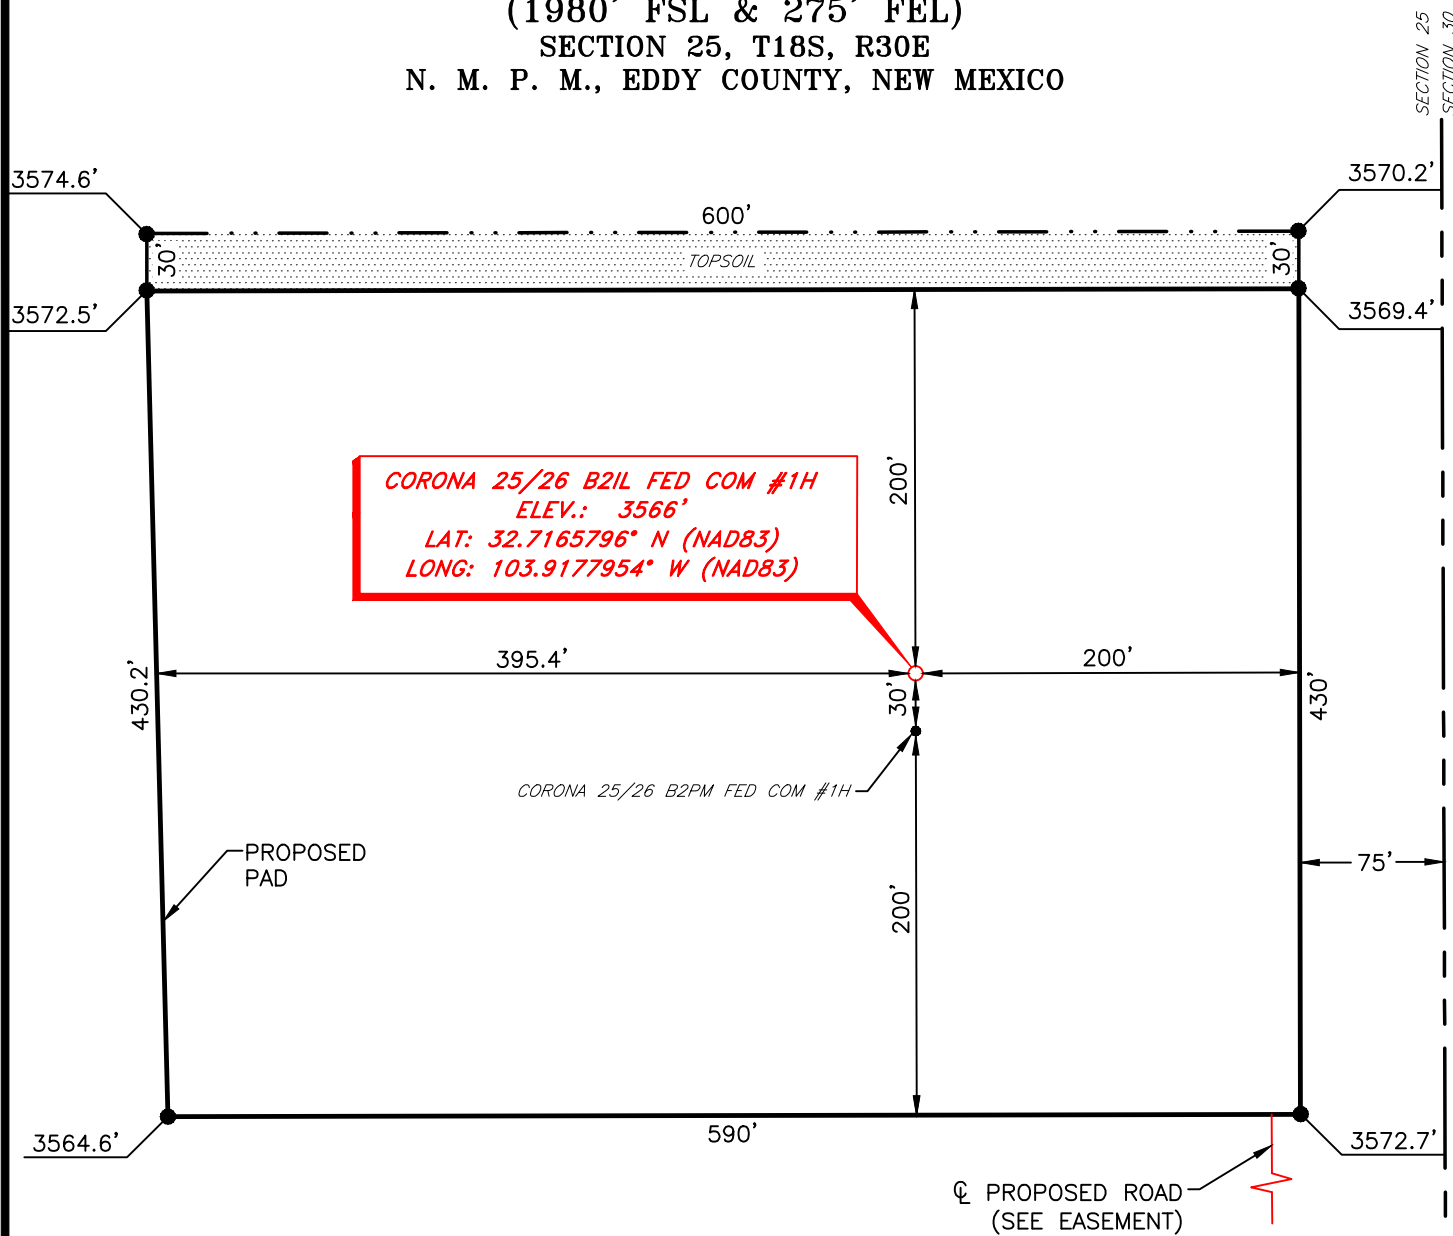 (1980' FSL & 275' FEL)
SECTION 25, T18S, R30E
N. M. P. M., EDDY COUNTY, NEW MEXICO
SECTION 25
SECTION 30
3574.6'
3570.2'
600'
30'
TOPSOIL
30'
3572.5'
3569.4'
200'
CORONA 25/26 B2IL FED COM #1H
ELEV.: 3566'
LAT: 32.7165796° N (NAD83)
LONG: 103.9177954° W (NAD83)
395.4'
200'
430.2'
30'
430'
CORONA 25/26 B2PM FED COM #1H
PROPOSED
PAD
75'
200'
590'
3564.6'
3572.7'
℄ PROPOSED ROAD
(SEE EASEMENT)